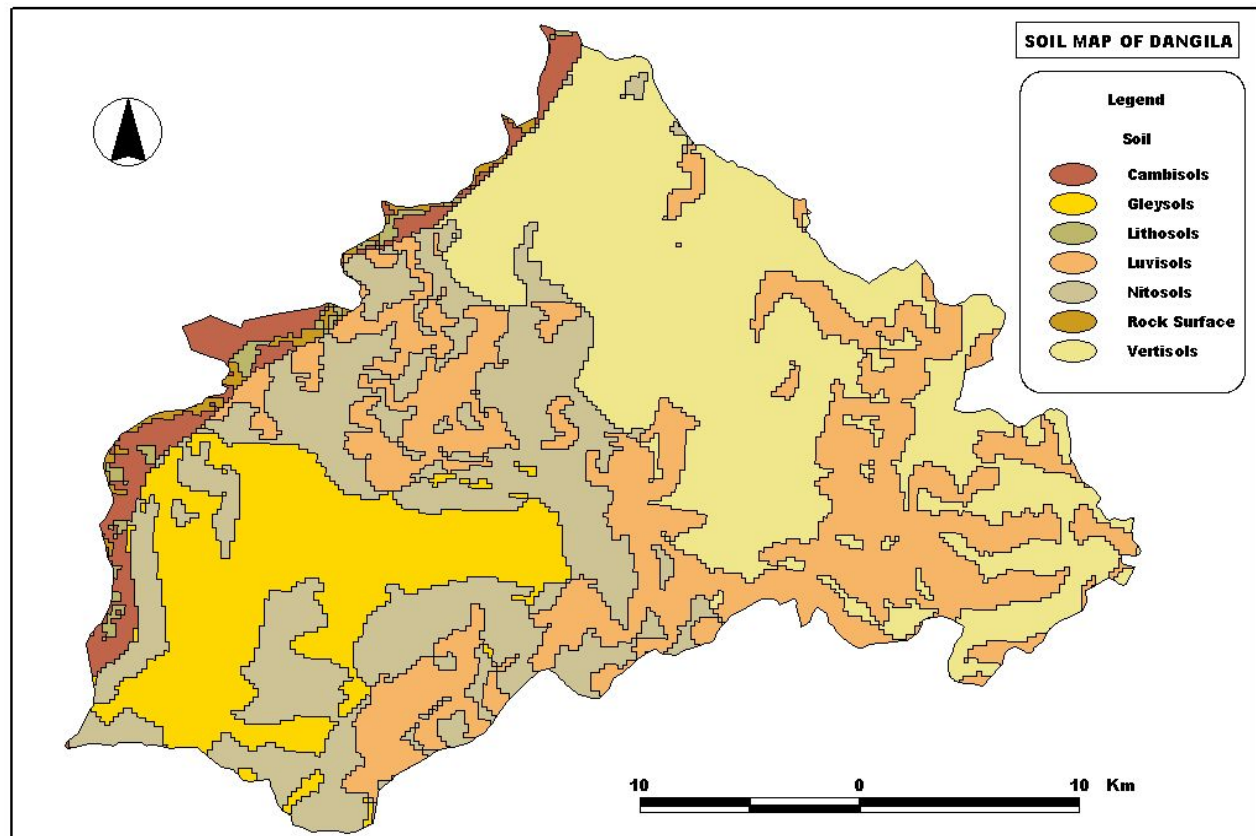 SOIL MAP OF DANGILA
Legend
Soil
Cambisols
Gleysols
Lithosols
Luvisols
Nitosols
Rock Surface
Vertisols
10 0 10 Km